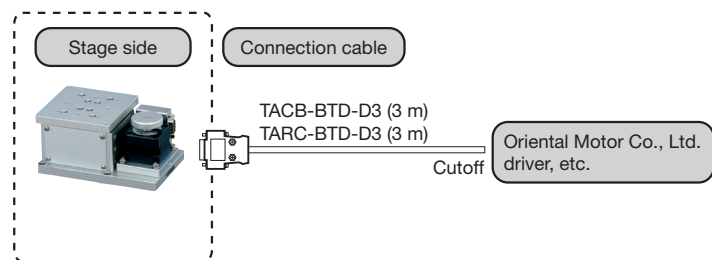 Stage side
Connection cable
TACB-BTD-D3 (3 m)
TARC-BTD-D3 (3 m)
Cutoff
Oriental Motor Co., Ltd.
driver, etc.